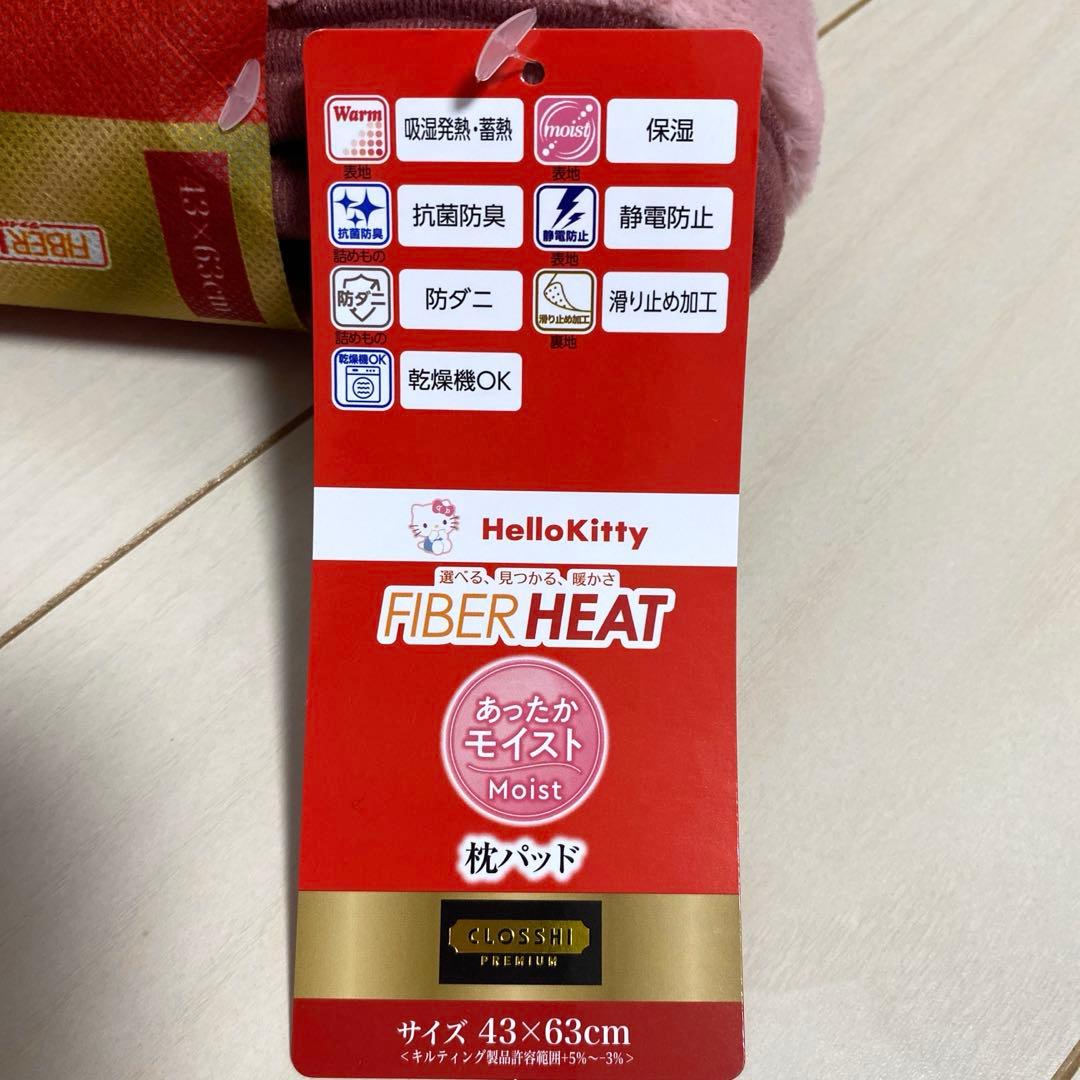 Warm
吸湿発熱・蓄熱
表地
moist
保湿
表地
抗菌防臭
抗菌防臭
詰めもの
静電防止
静電防止
表地
防ダニ
防ダニ
詰めもの
滑り止め加工
滑り止め加工
裏地
乾燥機OK
乾燥機OK
HelloKitty
選べる、見つかる、暖かさ
FIBER HEAT
あったか
モイスト
Moist
枕パッド
CLOSSHI
PREMIUM
サイズ 43×63cm
<キルティング製品許容範囲+5%~-3%>
43×63cm
FIBER